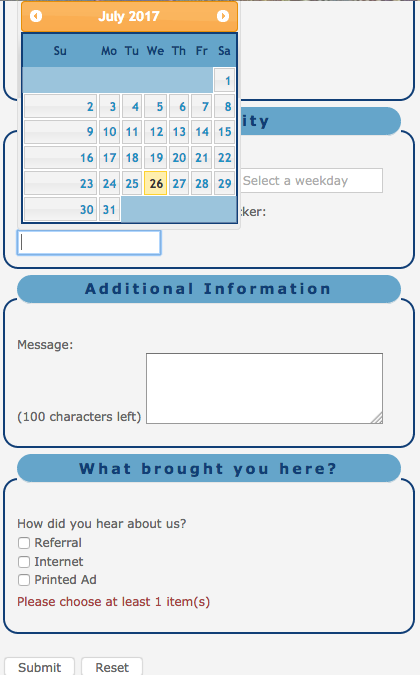 July 2017
Su Mo Tu We Th Fr Sa
1
2 3 4 5 6 7 8
9 10 11 12 13 14 15
16 17 18 19 20 21 22
23 24 25 26 27 28 29
30 31
ity
Select a weekday
cker:
Additional Information
Message:
(100 characters left)
What brought you here?
How did you hear about us?
Referral
Internet
Printed Ad
Please choose at least 1 item(s)
Submit Reset